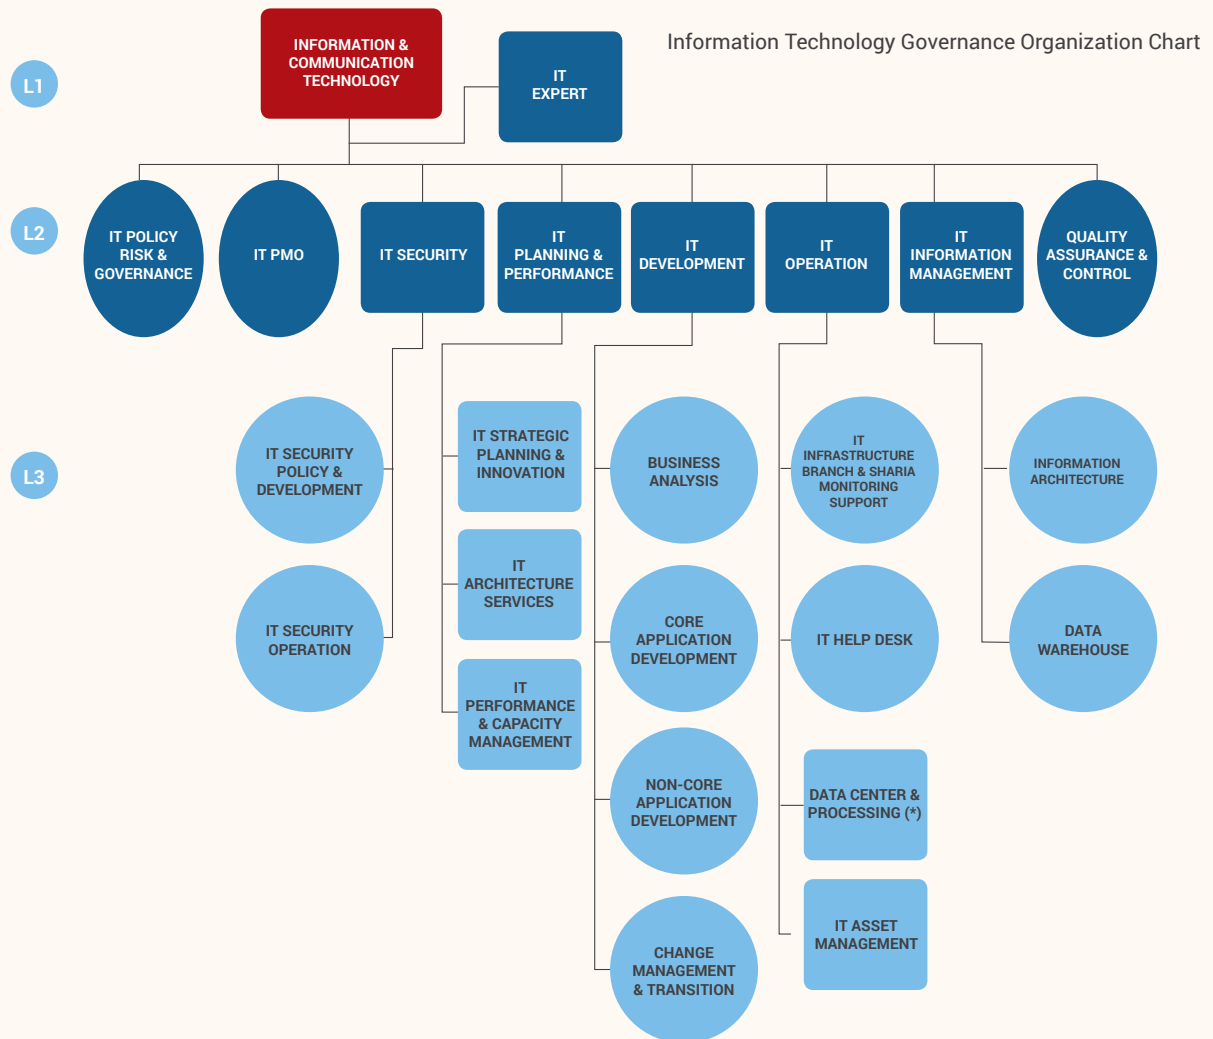 Information Technology Governance Organization Chart
L1
INFORMATION &
COMMUNICATION
TECHNOLOGY
IT
EXPERT
L2
IT POLICY
RISK &
GOVERNANCE
IT PMO
IT SECURITY
IT
PLANNING &
PERFORMANCE
IT
DEVELOPMENT
IT
OPERATION
IT
INFORMATION
MANAGEMENT
QUALITY
ASSURANCE &
CONTROL
L3
IT SECURITY
POLICY &
DEVELOPMENT
IT SECURITY
OPERATION
IT STRATEGIC
PLANNING &
INNOVATION
IT
ARCHITECTURE
SERVICES
IT
PERFORMANCE
& CAPACITY
MANAGEMENT
BUSINESS
ANALYSIS
CORE
APPLICATION
DEVELOPMENT
NON-CORE
APPLICATION
DEVELOPMENT
CHANGE
MANAGEMENT
& TRANSITION
IT
INFRASTRUCTURE
BRANCH & SHARIA
MONITORING
SUPPORT
IT HELP DESK
DATA CENTER &
PROCESSING (*)
IT ASSET
MANAGEMENT
INFORMATION
ARCHITECTURE
DATA
WAREHOUSE